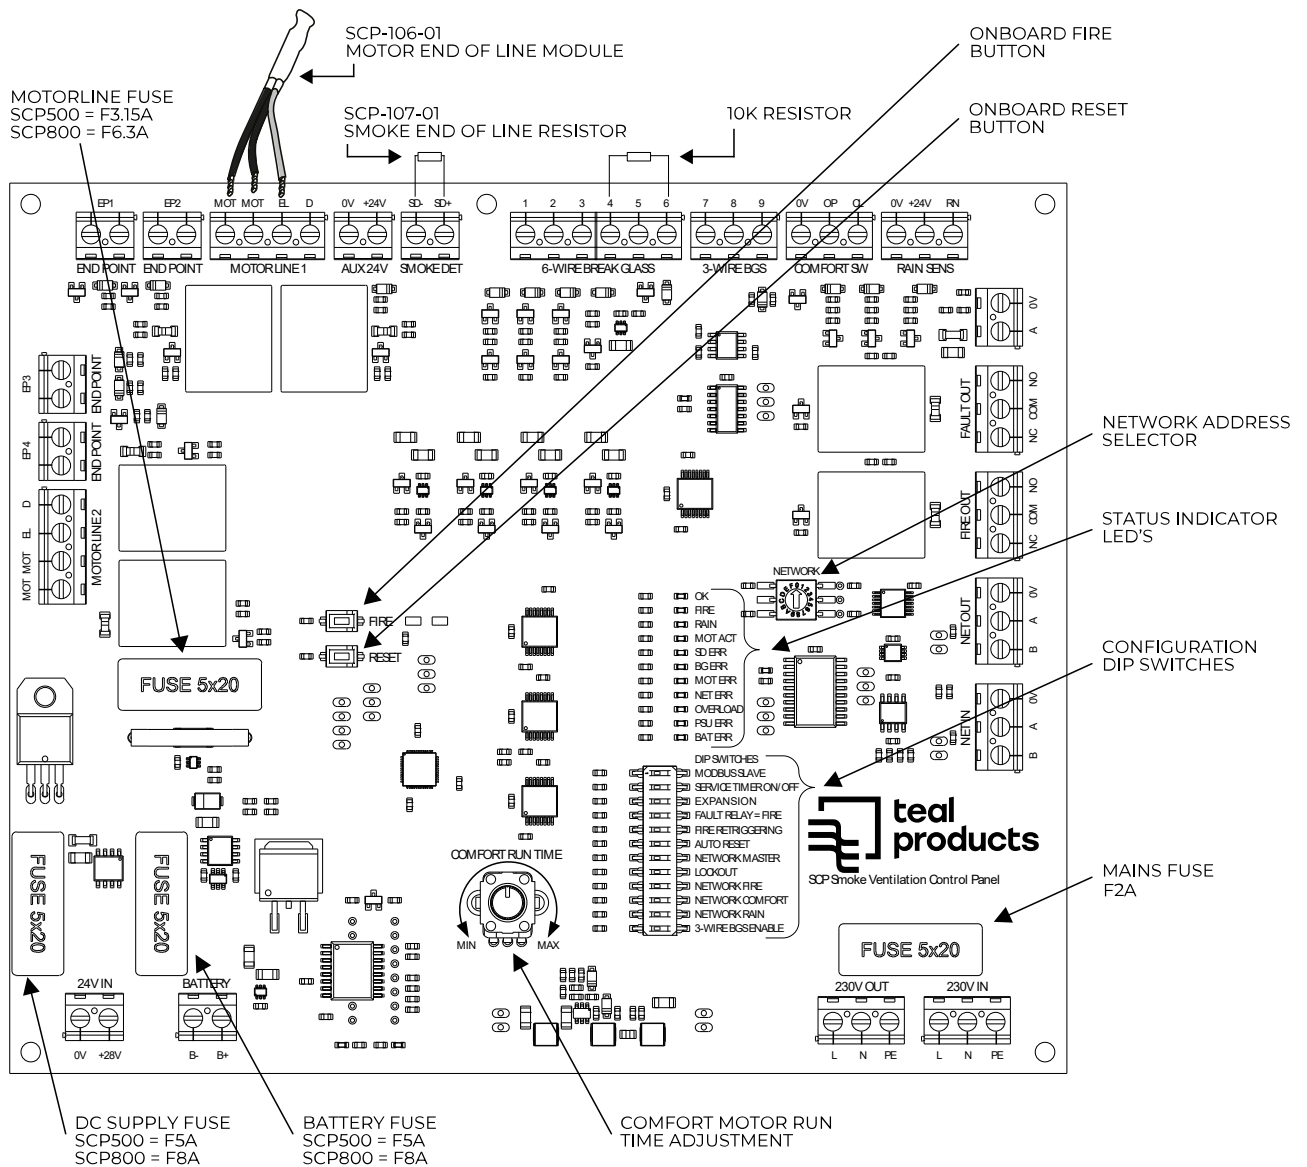 SCP-106-01
MOTOR END OF LINE MODULE
ONBOARD FIRE
BUTTON
MOTORLINE FUSE
SCP500 = F3.15A
SCP800 = F6.3A
SCP-107-01
SMOKE END OF LINE RESISTOR
10K RESISTOR
ONBOARD RESET
BUTTON
EP1
EP2
MOT MOT EL D
0V +24V
SD- SD+
1 2 3 4 5 6
7 8 9
0V OP CL
0V +24V RN
END POINT
END POINT
MOTOR LINE 1
AUX 24V
SMOKE DET
6-WIRE BREAK GLASS
3-WIRE BGS
COMFORT SW
RAIN SENS
0V
A
EP3
END POINT
EP4
END POINT
D
EL
MOT MOT
MOTOR LINE 2
FAULT OUT
NO
COM
NC
FIRE OUT
NO
COM
NC
NET OUT
0V
A
B
NET IN
0V
A
B
NETWORK ADDRESS
SELECTOR
STATUS INDICATOR
LED'S
CONFIGURATION
DIP SWITCHES
NETWORK
FIRE
RESET
OK
FIRE
RAIN
MOT ACT
SD ERR
BG ERR
MOT ERR
NET ERR
OVERLOAD
PSU ERR
BAT ERR
DIP SWITCHES
MODBUS SLAVE
SERVICE TIMER ON/OFF
EXPANSION
FAULT RELAY = FIRE
FIRE RETRIGGERING
AUTO RESET
NETWORK MASTER
LOCKOUT
NETWORK FIRE
NETWORK COMFORT
NETWORK RAIN
3-WIRE BGS ENABLE
FUSE 5x20
FUSE 5x20
FUSE 5x20
COMFORT RUN TIME
MIN
MAX
teal
products
SCP Smoke Ventilation Control Panel
MAINS FUSE
F2A
FUSE 5x20
24V IN
0V +28V
BATTERY
B- B+
230V OUT
L N PE
230V IN
L N PE
DC SUPPLY FUSE
SCP500 = F5A
SCP800 = F8A
BATTERY FUSE
SCP500 = F5A
SCP800 = F8A
COMFORT MOTOR RUN
TIME ADJUSTMENT